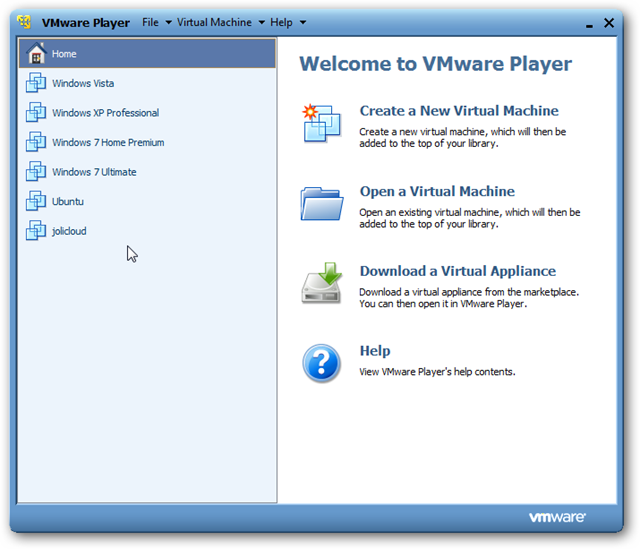 VMware Player File Virtual Machine Help
Home
Windows Vista
Windows XP Professional
Windows 7 Home Premium
Windows 7 Ultimate
Ubuntu
jolicloud
Welcome to VMware Player
Create a New Virtual Machine
Create a new virtual machine, which will then be
added to the top of your library.
Open a Virtual Machine
Open an existing virtual machine, which will then be
added to the top of your library.
Download a Virtual Appliance
Download a virtual appliance from the marketplace.
You can then open it in VMware Player.
Help
View VMware Player's help contents.
vmware